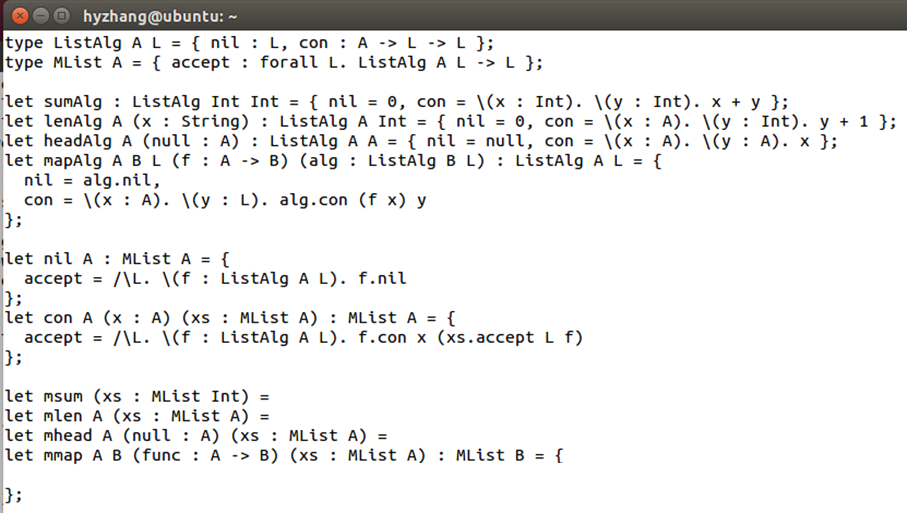 hyzhang@ubuntu: ~
type ListAlg A L = { nil : L, con : A -> L -> L };
type MList A = { accept : forall L. ListAlg A L -> L };
let sumAlg : ListAlg Int Int = { nil = 0, con = \(x : Int). \(y : Int). x + y };
let lenAlg A (x : String) : ListAlg A Int = { nil = 0, con = \(x : A). \(y : Int). y + 1 };
let headAlg A (null : A) : ListAlg A A = { nil = null, con = \(x : A). \(y : A). x };
let mapAlg A B L (f : A -> B) (alg : ListAlg B L) : ListAlg A L = {
  nil = alg.nil,
  con = \(x : A). \(y : L). alg.con (f x) y
};
let nil A : MList A = {
  accept = /\L. \(f : ListAlg A L). f.nil
};
let con A (x : A) (xs : MList A) : MList A = {
  accept = /\L. \(f : ListAlg A L). f.con x (xs.accept L f)
};
let msum (xs : MList Int) =
let mlen A (xs : MList A) =
let mhead A (null : A) (xs : MList A) =
let mmap A B (func : A -> B) (xs : MList A) : MList B = {
};